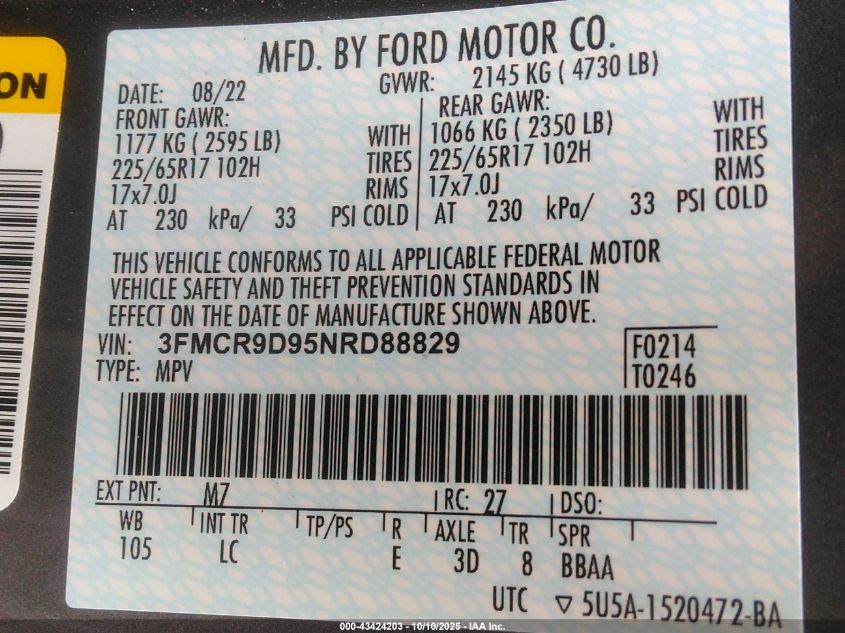 ON
MFD. BY FORD MOTOR CO.
DATE: 08/22 GVWR: 2145 KG ( 4730 LB)
FRONT GAWR: REAR GAWR:
1177 KG ( 2595 LB) WITH 1066 KG ( 2350 LB) WITH
225/65R17 102H TIRES 225/65R17 102H TIRES
17x7.0J RIMS 17x7.0J RIMS
AT 230 kPa/ 33 PSI COLD AT 230 kPa/ 33 PSI COLD
THIS VEHICLE CONFORMS TO ALL APPLICABLE FEDERAL MOTOR
VEHICLE SAFETY AND THEFT PREVENTION STANDARDS IN
EFFECT ON THE DATE OF MANUFACTURE SHOWN ABOVE.
VIN: 3FMCR9D95NRD88829 F0214
TYPE: MPV T0246
EXT PNT: M7 RC: 27 DSO:
WB INT TR TP/PS R AXLE TR SPR
105 LC E 3D 8 BBAA
UTC ▽ 5U5A-1520472-BA
000-43424203 - 10/10/2025 - IAA Inc.